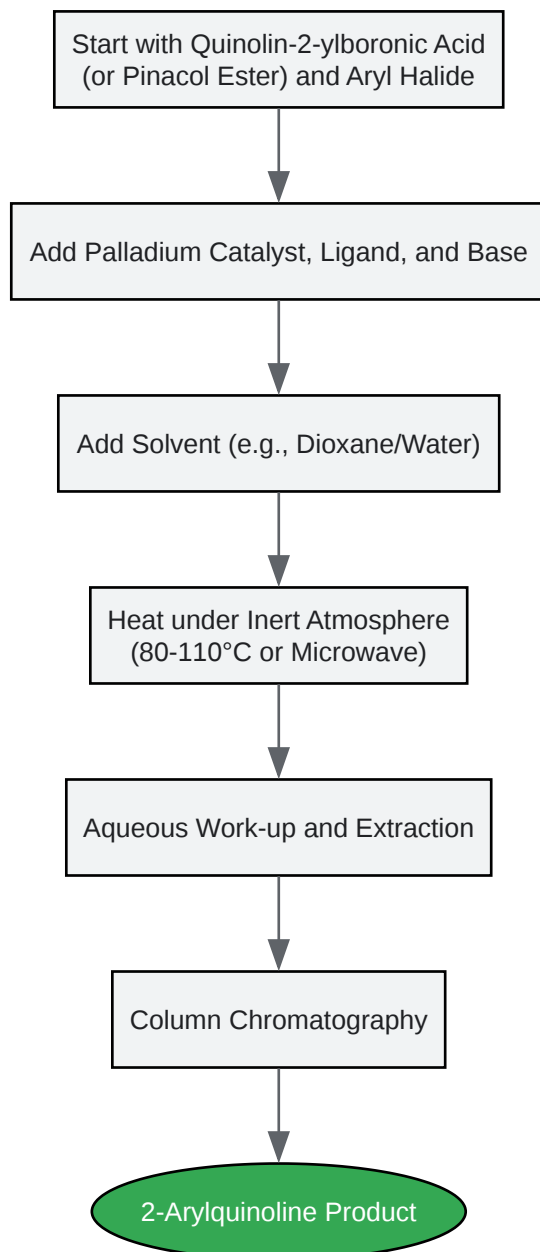 Start with Quinolin-2-ylboronic Acid
(or Pinacol Ester) and Aryl Halide
Add Palladium Catalyst, Ligand, and Base
Add Solvent (e.g., Dioxane/Water)
Heat under Inert Atmosphere
(80-110°C or Microwave)
Aqueous Work-up and Extraction
Column Chromatography
2-Arylquinoline Product